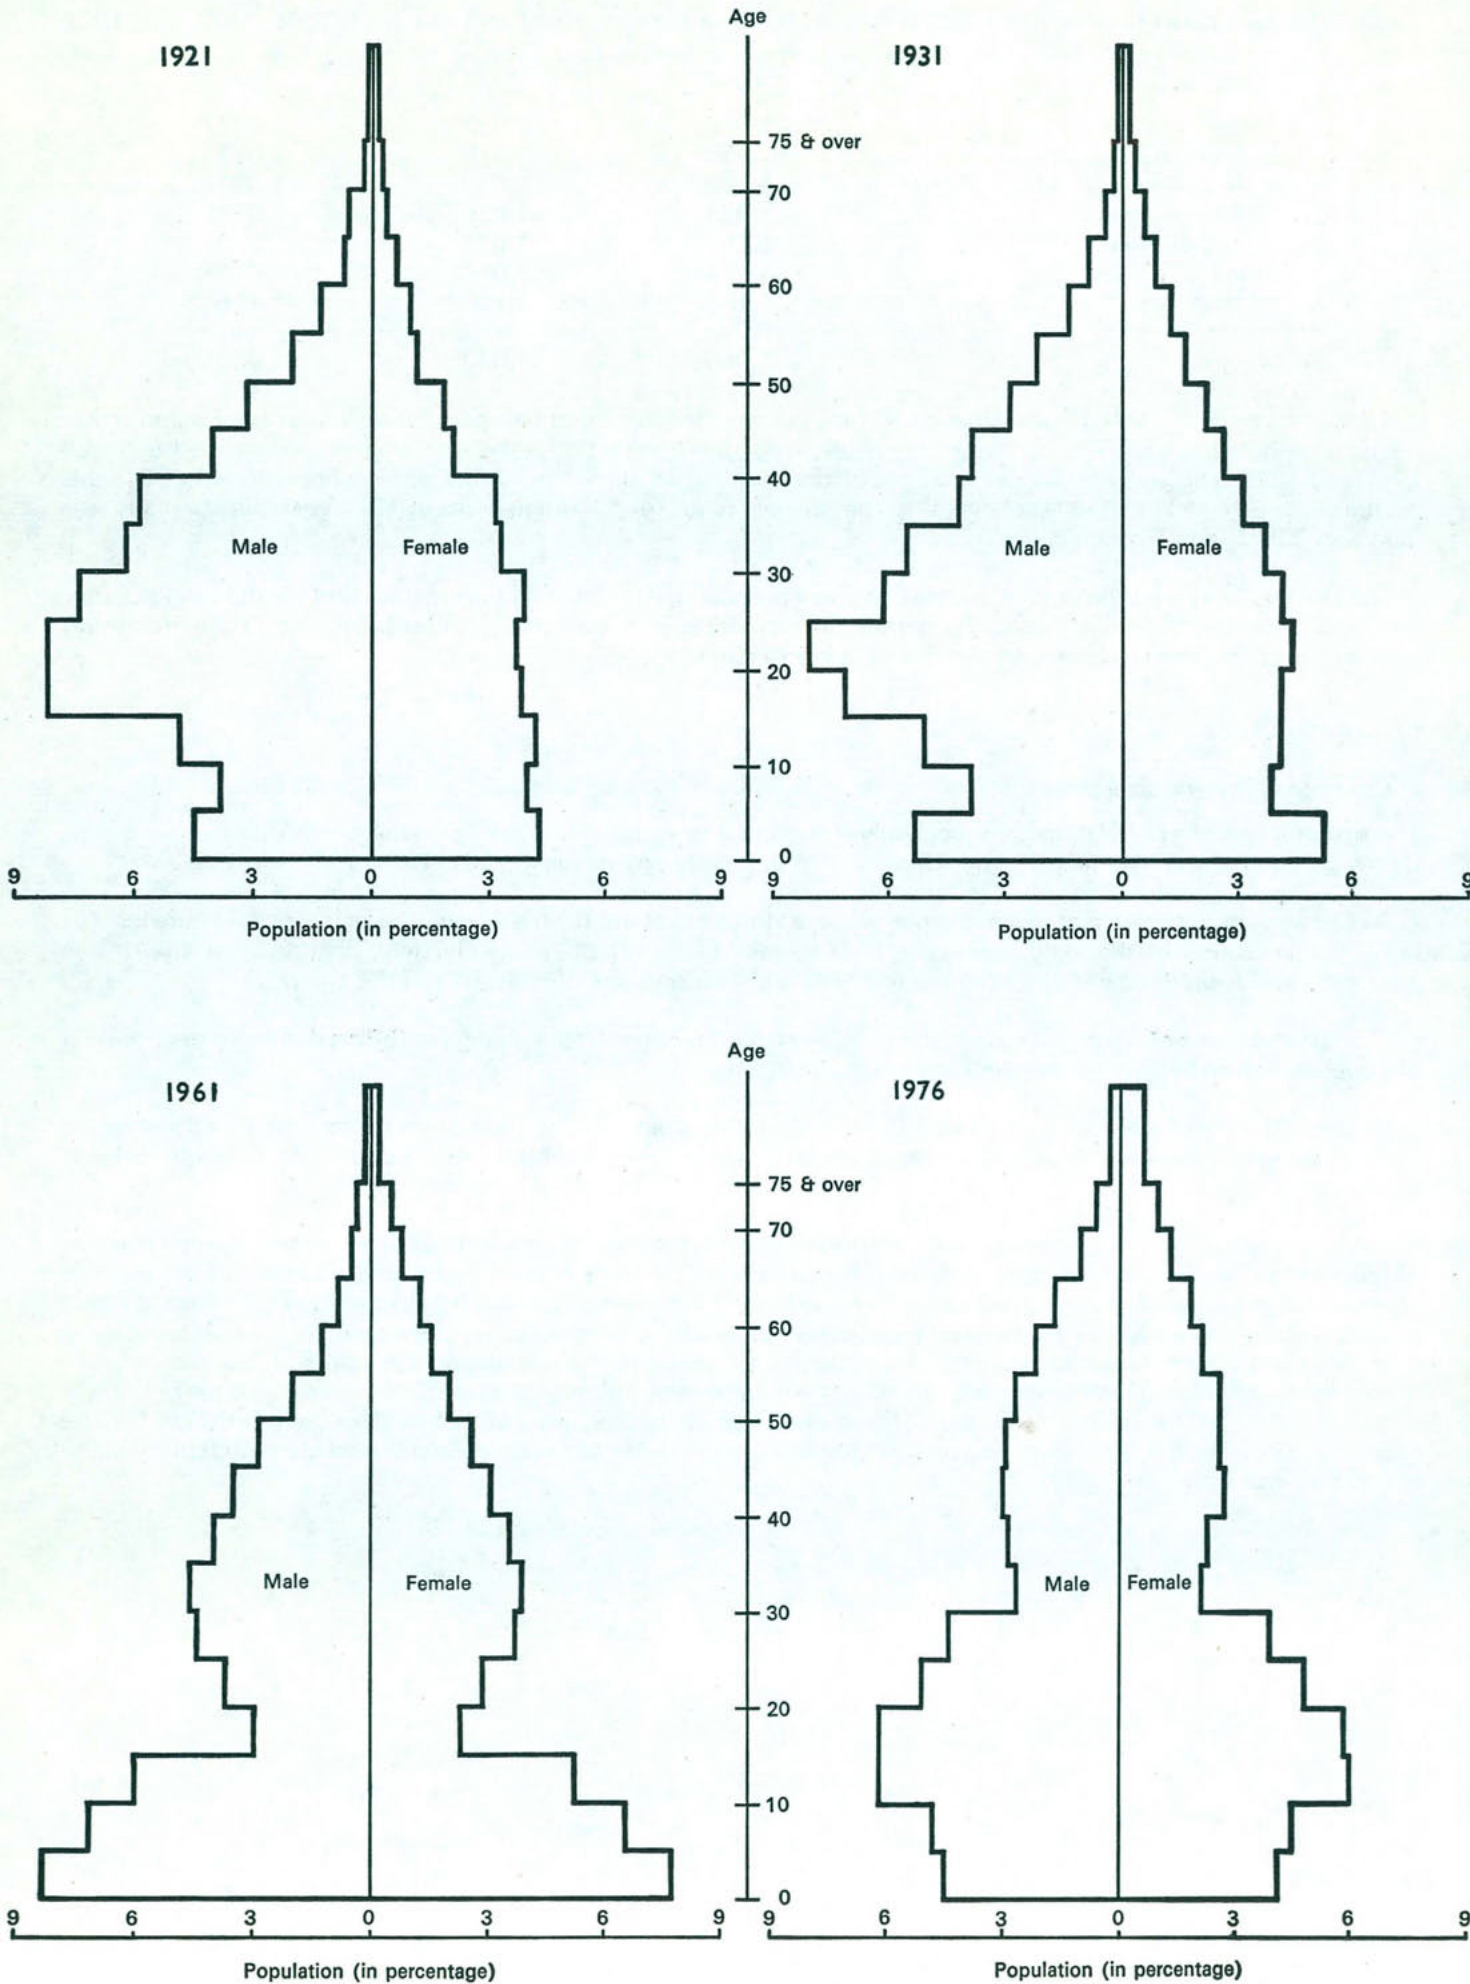 Age
1921
1931
75 & over
70
60
50
40
Male Female
Male Female
30
20
10
0
9 6 3 0 3 6 9
9 6 3 0 3 6 9
Population (in percentage)
Population (in percentage)
Age
1961
1976
75 & over
70
60
50
40
Male Female
Male Female
30
20
10
0
9 6 3 0 3 6 9
9 6 3 0 3 6 9
Population (in percentage)
Population (in percentage)